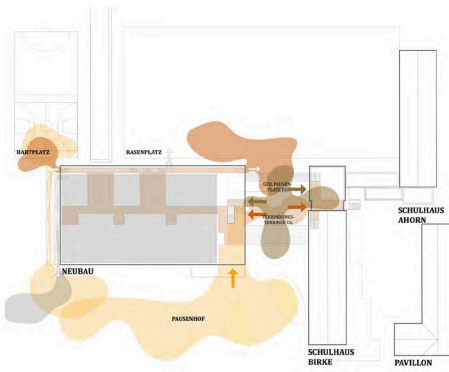 HARTPLATZ
RASENPLATZ
GED. PAUSEN-
PLATZ EG
VERBINDUNGS-
TERRASSE OG
SCHULHAUS
AHORN
NEUBAU
PAUSENHOF
SCHULHAUS
BIRKE
PAVILLON